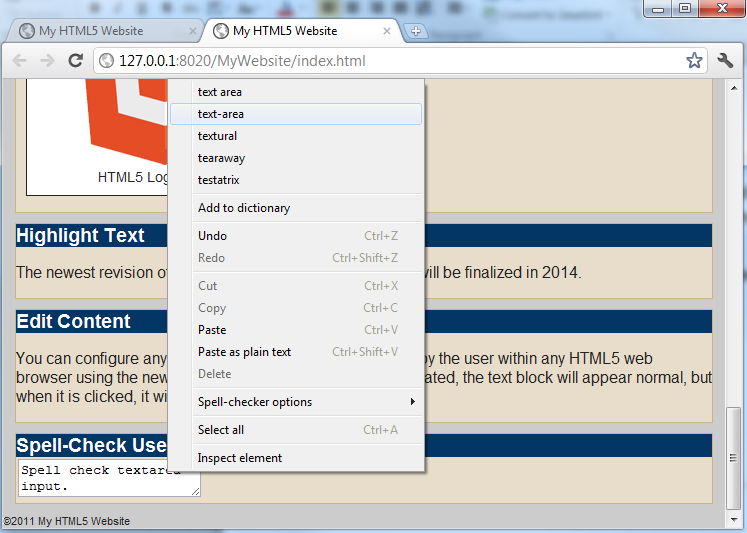 My HTML5 Website
My HTML5 Website
127.0.0.1:8020/MyWebsite/index.html
HTML5 Log
text area
text-area
textural
tearaway
testatrix
Add to dictionary
Undo Ctrl+Z
Redo Ctrl+Shift+Z
Cut Ctrl+X
Copy Ctrl+C
Paste Ctrl+V
Paste as plain text Ctrl+Shift+V
Delete
Spell-checker options
Select all Ctrl+A
Inspect element
Highlight Text
The newest revision of will be finalized in 2014.
Edit Content
You can configure any by the user within any HTML5 web
browser using the new ated, the text block will appear normal, but
when it is clicked, it wi
Spell-Check Use
Spell check textarea
input.
©2011 My HTML5 Website